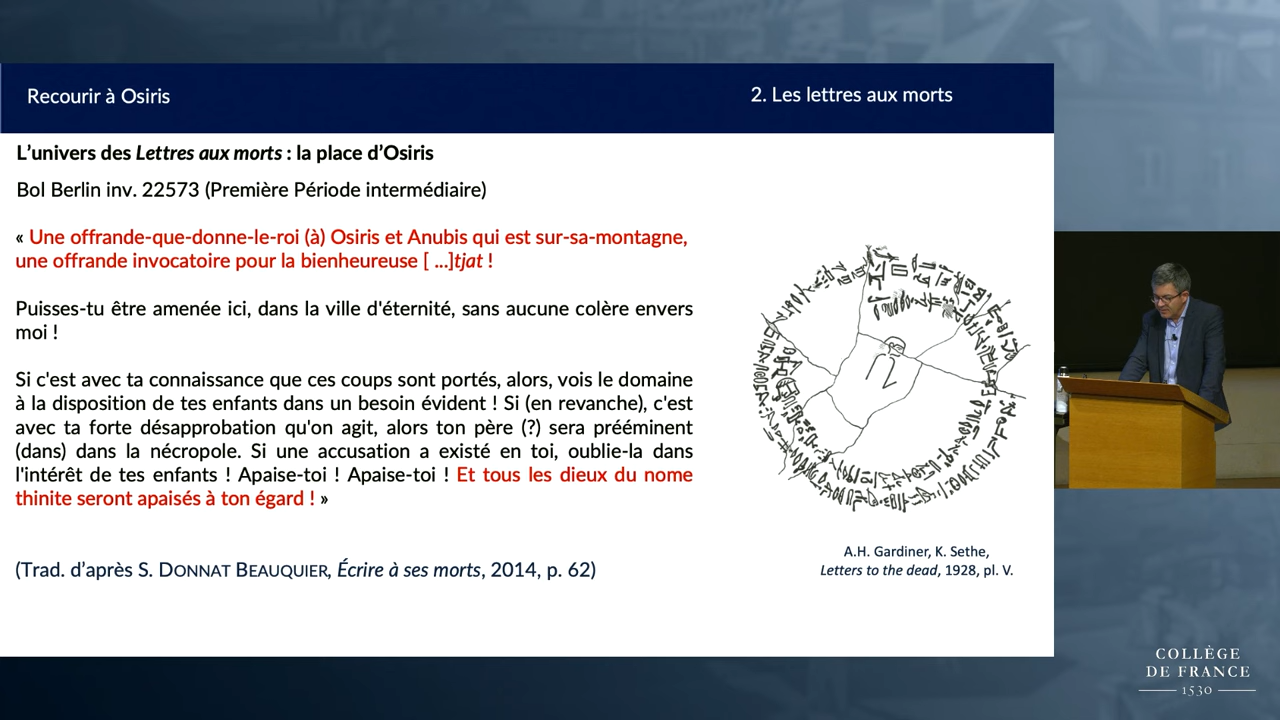 Recourir à Osiris
2. Les lettres aux morts
L'univers des Lettres aux morts : la place d'Osiris
Bol Berlin inv. 22573 (Première Période intermédiaire)
« Une offrande-que-donne-le-roi (à) Osiris et Anubis qui est sur-sa-montagne,
une offrande invocatoire pour la bienheureuse [ ...]tjat !
Puisses-tu être amenée ici, dans la ville d'éternité, sans aucune colère envers
moi !
Si c'est avec ta connaissance que ces coups sont portés, alors, vois le domaine
à la disposition de tes enfants dans un besoin évident ! Si (en revanche), c'est
avec ta forte désapprobation qu'on agit, alors ton père (?) sera prééminent
(dans) dans la nécropole. Si une accusation a existé en toi, oublie-la dans
l'intérêt de tes enfants ! Apaise-toi ! Apaise-toi ! Et tous les dieux du nome
thinite seront apaisés à ton égard ! »
(Trad. d'après S. DONNAT BEAUQUIER, Écrire à ses morts, 2014, p. 62)
A.H. Gardiner, K. Sethe,
Letters to the dead, 1928, pl. V.
COLLÈGE
DE FRANCE
1530